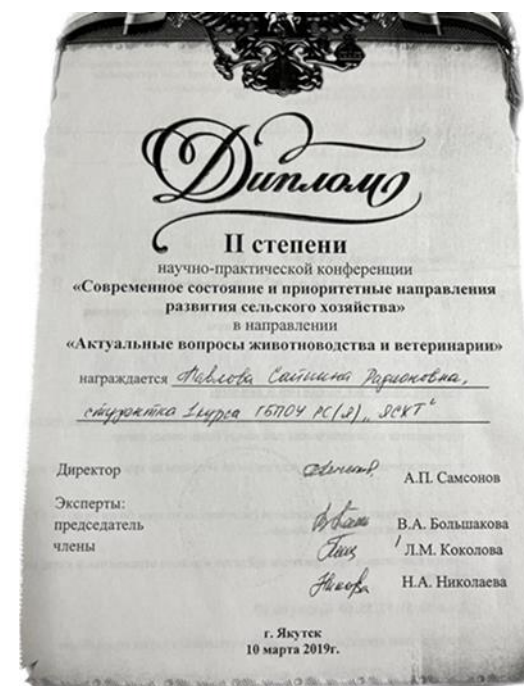 Диплом
II степени
научно-практической конференции
«Современное состояние и приоритетные направления
развития сельского хозяйства»
в направлении
«Актуальные вопросы животноводства и ветеринарии»
награждается Павлова Родионовна,
студентка 1 курса ГБПОУ РС(Я) „ЯСХТ“
Директор А.П. Самсонов
Эксперты:
председатель В.А. Большакова
члены Л.М. Коколова
Н.А. Николаева
г. Якутск
10 марта 2019г.